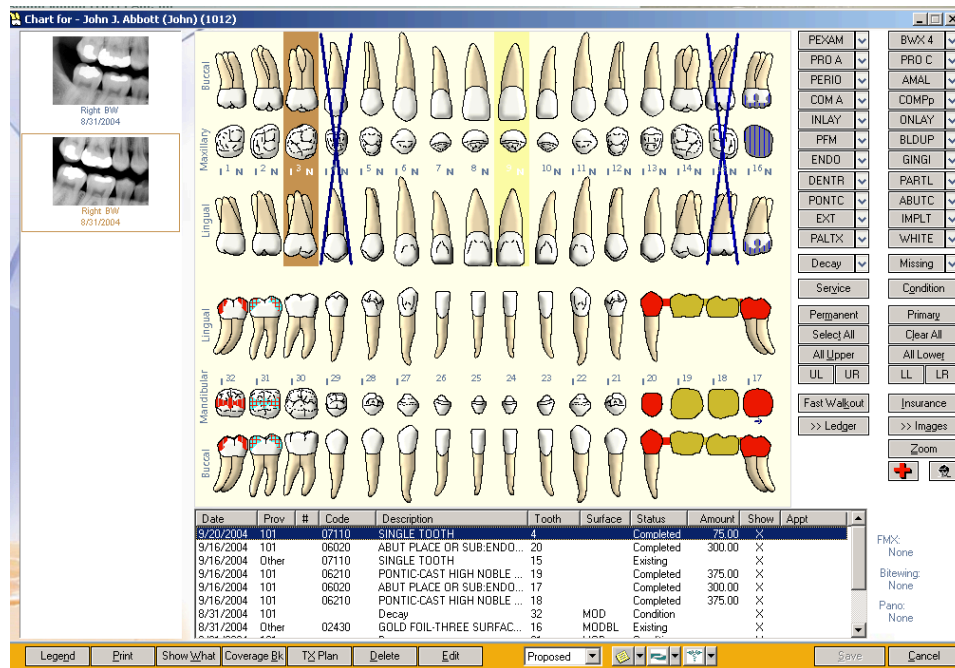 Chart for - John J. Abbott (John) (1012)
Right BW
8/31/2004
Right BW
8/31/2004
Buccal
Maxillary
1 N 2 N 3 N N 5 N 6 N 7 N 8 N 9 N 10 N 11 N 12 N 13 N 14 N N 16 N
Lingual
Lingual
Mandibular
32 31 30 29 28 27 26 25 24 23 22 21 20 19 18 17
Buccal
PEXAM BWX 4
PRO A PRO C
PERIO AMAL
COM A COMPp
INLAY ONLAY
PFM BLDUP
ENDO GINGI
DENTR PARTL
PONTC ABUTC
EXT IMPLT
PALTX WHITE
Decay Missing
Service Condition
Permanent Primary
Select All Clear All
All Upper All Lower
UL UR LL LR
Fast Walkout Insurance
>> Ledger >> Images
Zoom
Date Prov # Code Description Tooth Surface Status Amount Show Appt
9/20/2004 101 07110 SINGLE TOOTH 4 Completed 75.00 X
9/16/2004 101 06020 ABUT PLACE OR SUB:ENDO... 20 Completed 300.00 X
9/16/2004 Other 07110 SINGLE TOOTH 15 Existing X
9/16/2004 101 06210 PONTIC-CAST HIGH NOBLE ... 19 Completed 375.00 X
9/16/2004 101 06020 ABUT PLACE OR SUB:ENDO... 17 Completed 300.00 X
9/16/2004 101 06210 PONTIC-CAST HIGH NOBLE ... 18 Completed 375.00 X
8/31/2004 101 Decay 32 MOD Condition X
8/31/2004 Other 02430 GOLD FOIL-THREE SURFAC... 16 MODBL Existing X
FMX:
None
Bitewing:
None
Pano:
None
Legend Print Show What Coverage Bk TX Plan Delete Edit Proposed Save Cancel